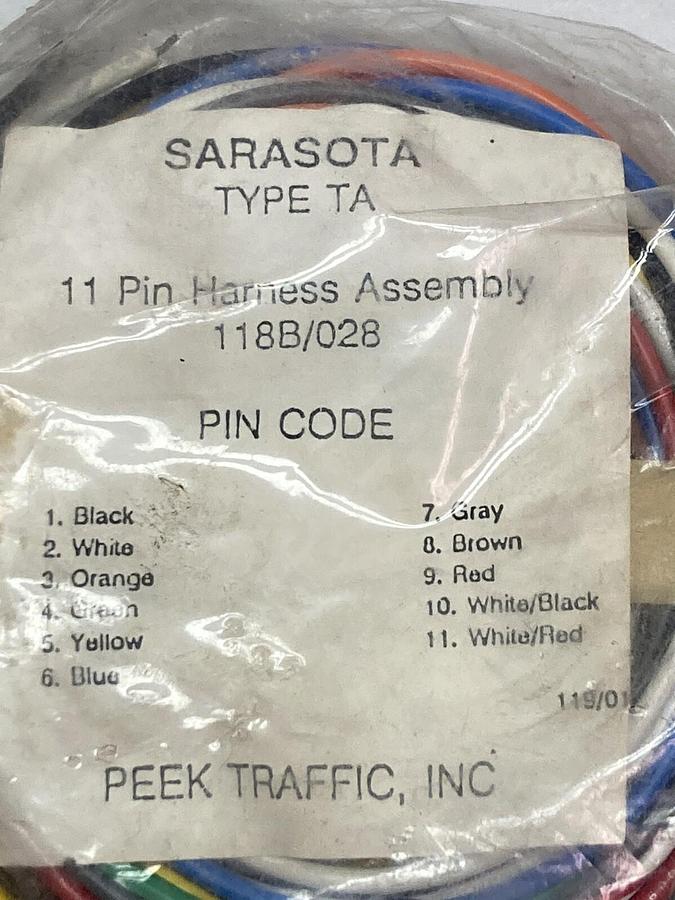 SARASOTA
TYPE TA
11 Pin Harness Assembly
118B/028
PIN CODE
1. Black
2. White
3. Orange
4. Green
5. Yellow
6. Blue
7. Gray
8. Brown
9. Red
10. White/Black
11. White/Red
PEEK TRAFFIC, INC